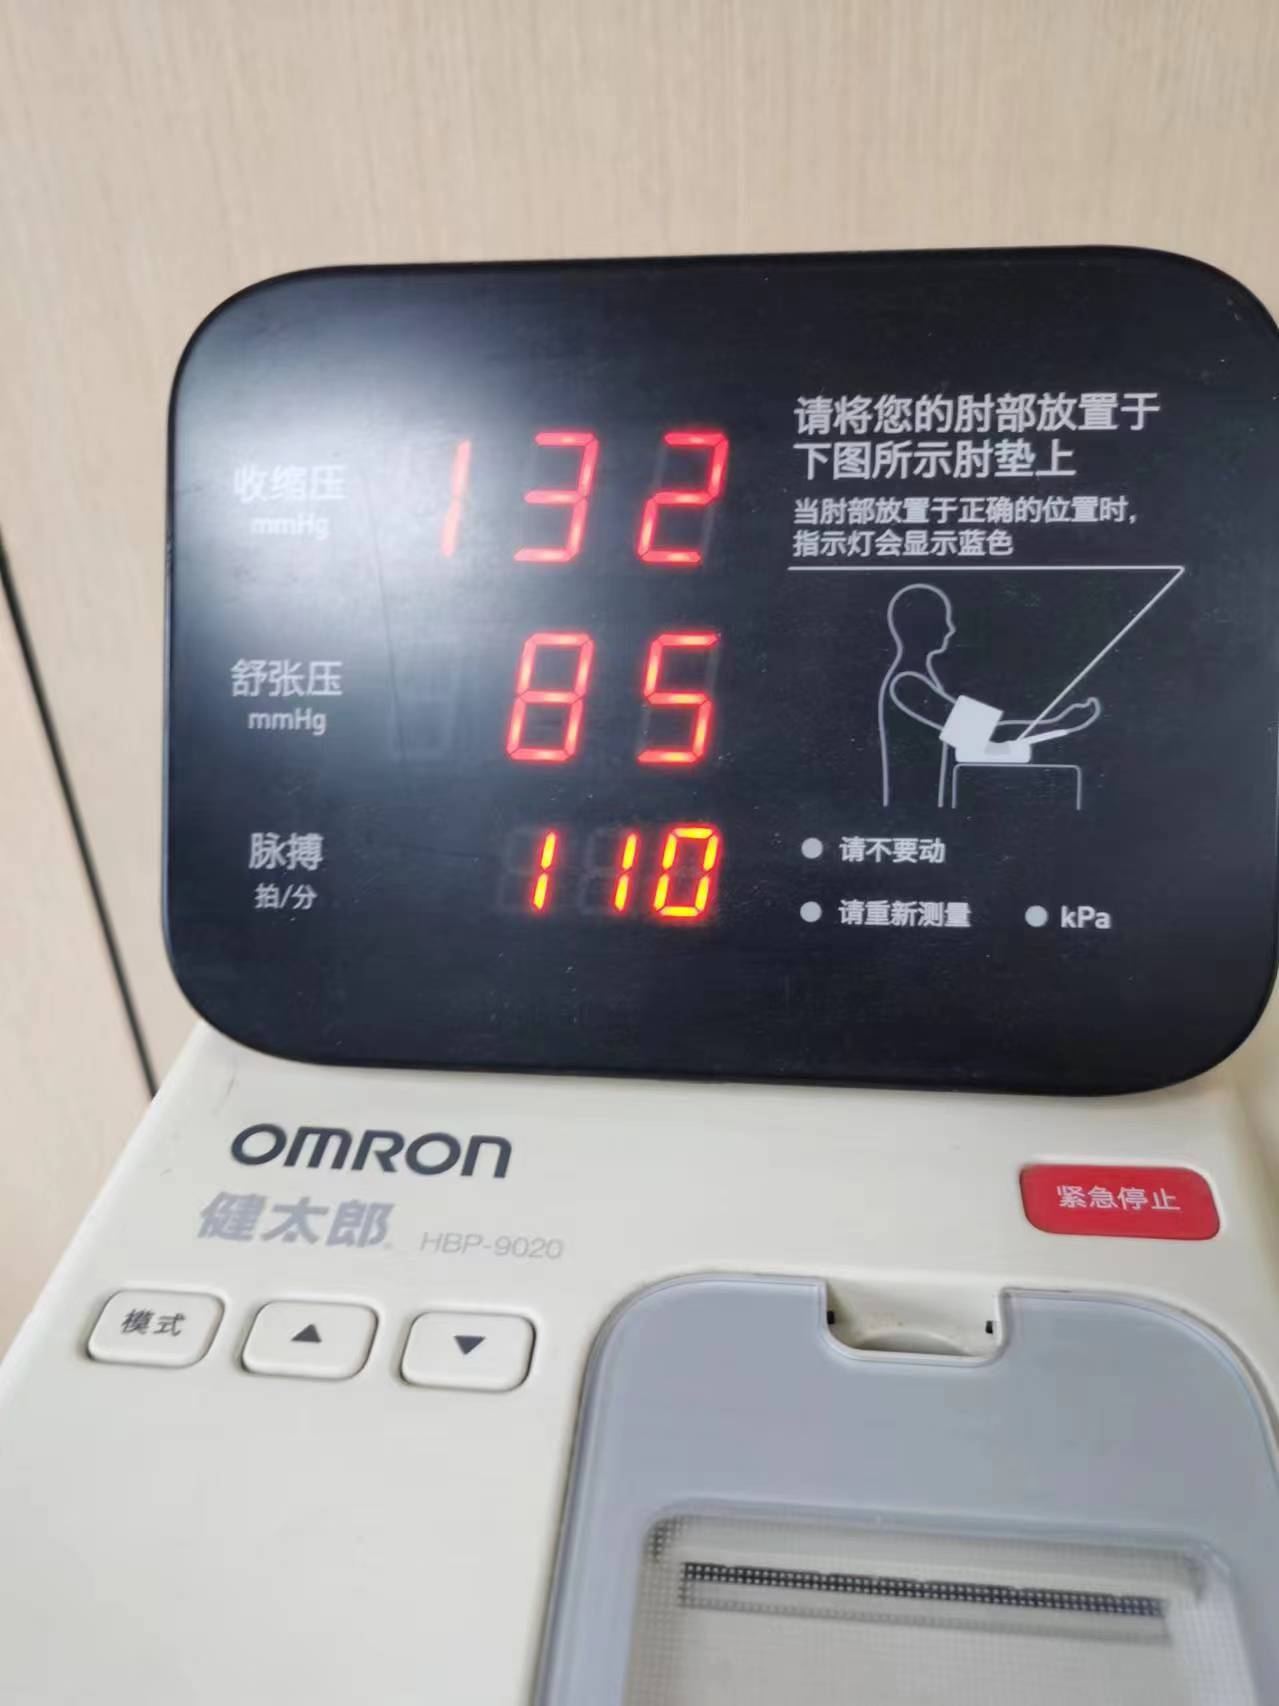 收缩压
mmHg
132
舒张压
mmHg
85
脉搏
拍/分
110
请将您的肘部放置于
下图所示肘垫上
当肘部放置于正确的位置时，
指示灯会显示蓝色
请不要动
请重新测量
kPa
OMRON
健太郎 HBP-9020
紧急停止
模式